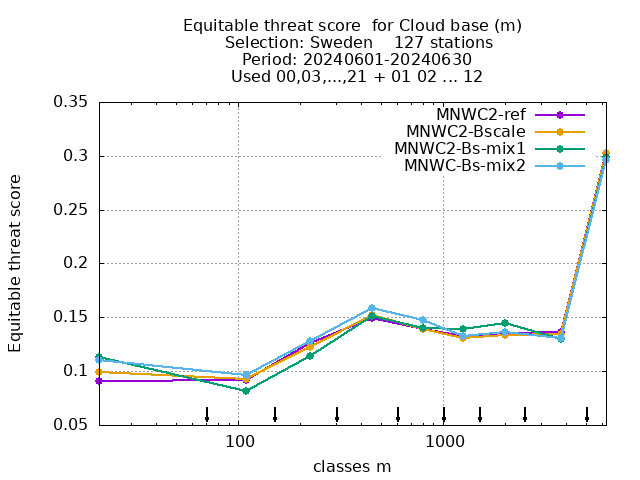 Equitable threat score  for Cloud base (m)
Selection: Sweden    127 stations
Period: 20240601-20240630
Used 00,03,...,21 + 01 02 ... 12
MNWC2-ref
MNWC2-Bscale
MNWC2-Bs-mix1
MNWC-Bs-mix2
Equitable threat score
0.35
0.3
0.25
0.2
0.15
0.1
0.05
100
1000
classes m